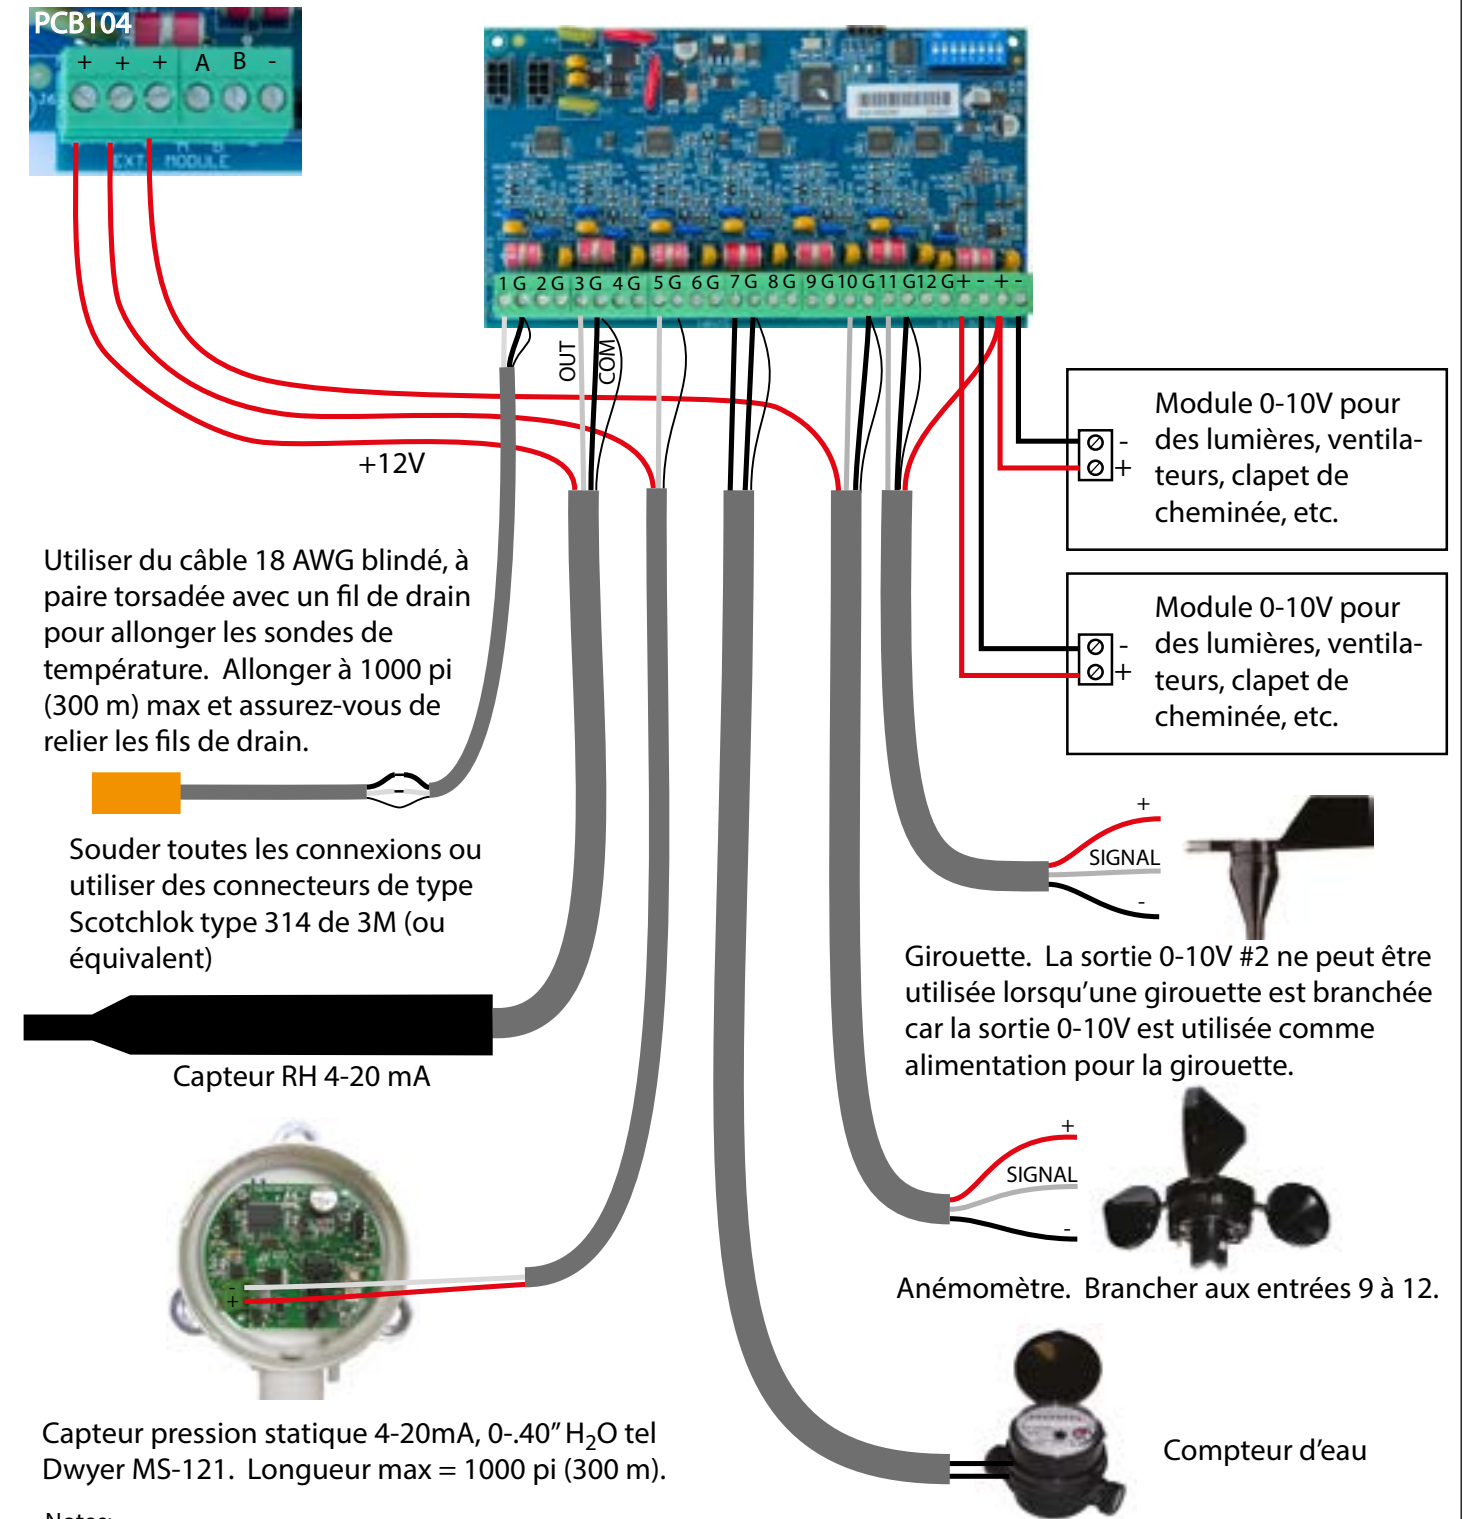 PCB104
+ + + A B -
A B -
EXT. MODULE
1 G 2 G 3 G 4 G 5 G 6 G 7 G 8 G 9 G 10 G 11 G 12 G + - + -
OUT
COM
+12V
Module 0-10V pour
des lumières, ventila-
teurs, clapet de
cheminée, etc.
-
+
Module 0-10V pour
des lumières, ventila-
teurs, clapet de
cheminée, etc.
-
+
Utiliser du câble 18 AWG blindé, à
paire torsadée avec un fil de drain
pour allonger les sondes de
température. Allonger à 1000 pi
(300 m) max et assurez-vous de
relier les fils de drain.
Souder toutes les connexions ou
utiliser des connecteurs de type
Scotchlok type 314 de 3M (ou
équivalent)
+
SIGNAL
-
Girouette. La sortie 0-10V #2 ne peut être
utilisée lorsqu'une girouette est branchée
car la sortie 0-10V est utilisée comme
alimentation pour la girouette.
Capteur RH 4-20 mA
+
SIGNAL
-
Anémomètre. Brancher aux entrées 9 à 12.
-
+
Capteur pression statique 4-20mA, 0-.40” H₂O tel
Dwyer MS-121. Longueur max = 1000 pi (300 m).
Compteur d'eau
Notes: